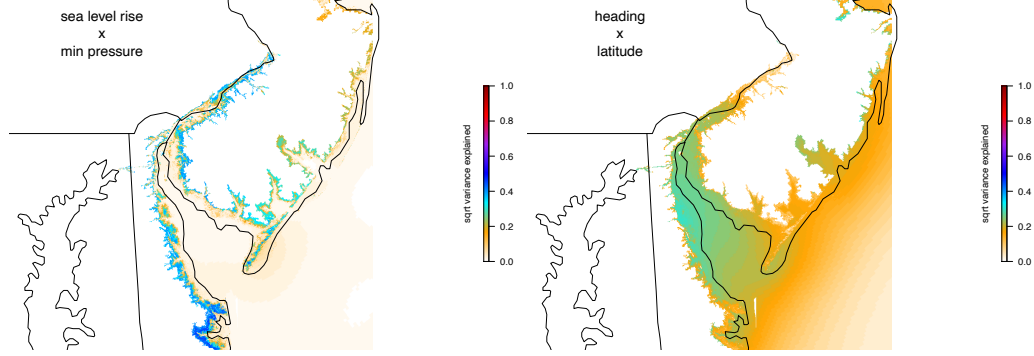 sea level rise
x
min pressure
1.0
0.8
0.6
0.4
0.2
0.0
sqrt variance explained
heading
x
latitude
1.0
0.8
0.6
0.4
0.2
0.0
sqrt variance explained